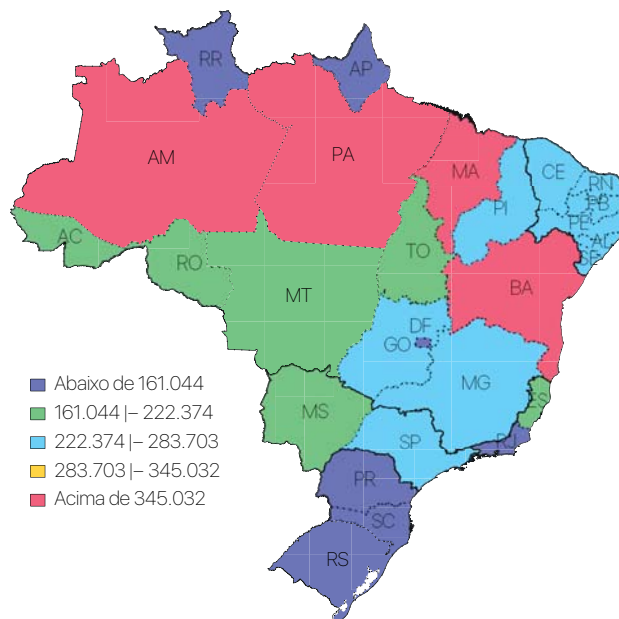 RR
AP
AM
PA
MA
CE
RN
PB
PI
PE
AL
SE
AC
RO
TO
BA
MT
DF
GO
MG
ES
MS
SP
RJ
PR
SC
RS
Abaixo de 161.044
161.044 |– 222.374
222.374 |– 283.703
283.703 |– 345.032
Acima de 345.032